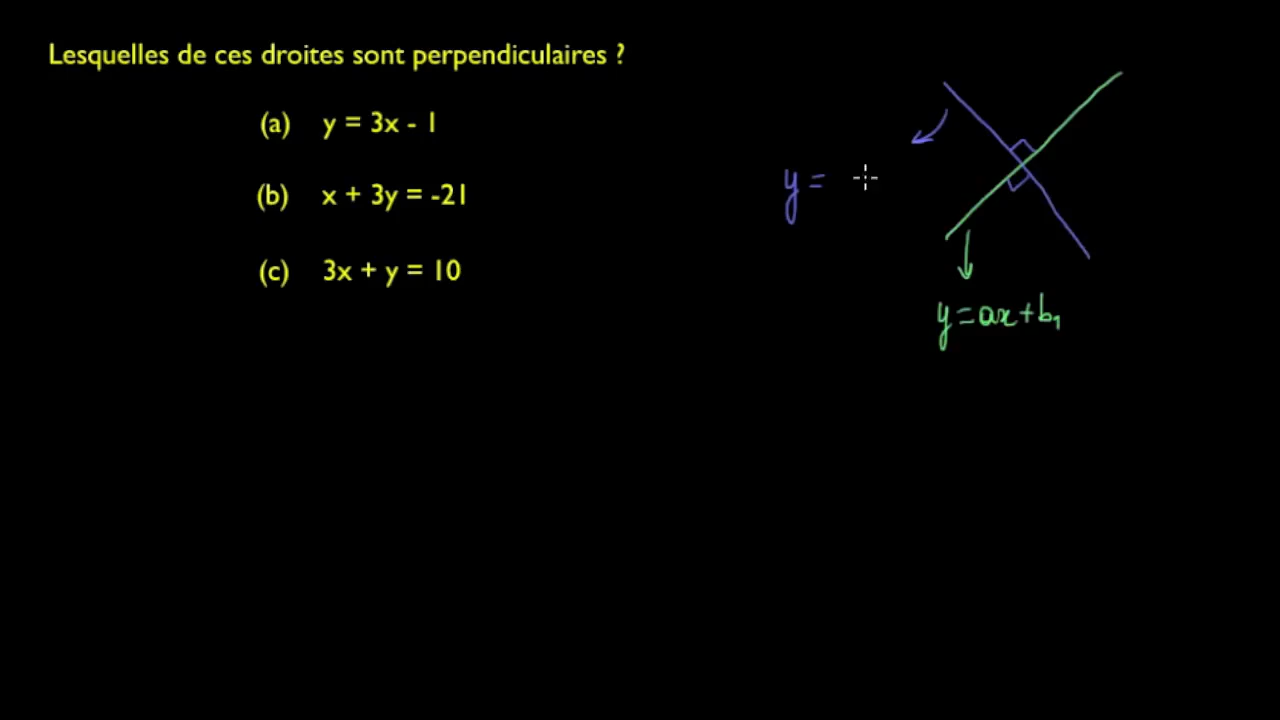 Lesquelles de ces droites sont perpendiculaires ?
(a) y = 3x - 1
(b) x + 3y = -21
(c) 3x + y = 10
y =
y = ax + b₁